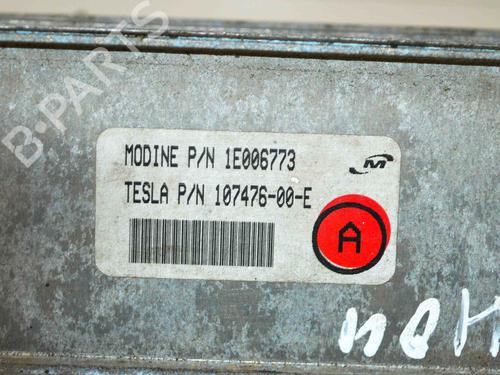 B-PARTS
MODINE P/N 1E006773
M
TESLA P/N 107476-00-E
A